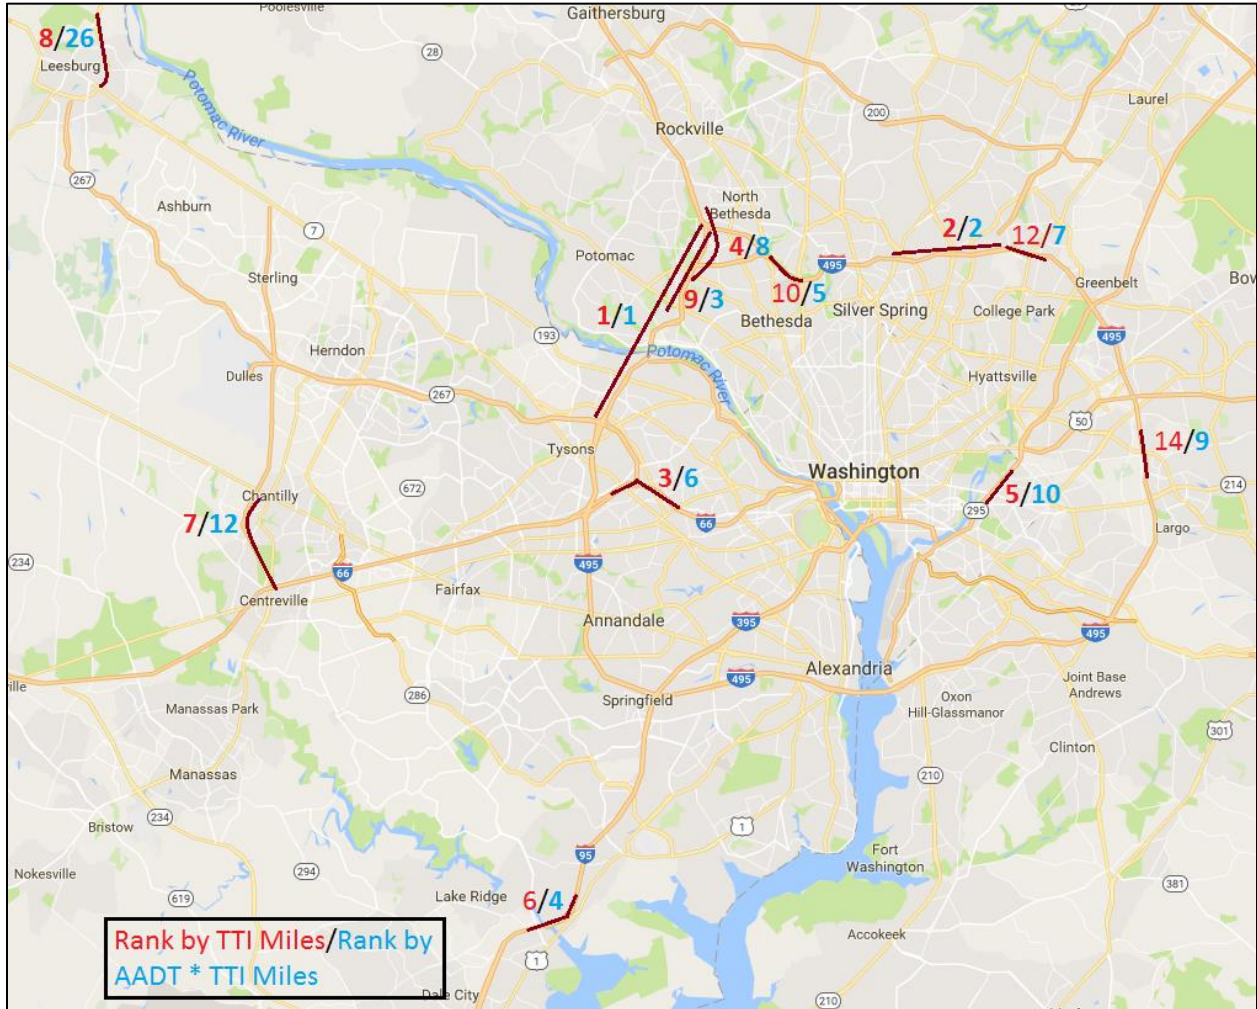 Poolesville
Gaithersburg
8/26
28
Leesburg
Laurel
200
Potomac River
Rockville
267
North
Bethesda
Ashburn
7
2/2
12/7
4/8
Potomac
495
Sterling
Greenbelt
Bow
10/5
9/3
Silver Spring
College Park
1/1
Bethesda
193
495
Herndon
Potomac River
Dulles
Hyattsville
267
50
Tysons
14/9
3/6
Washington
672
214
Chantilly
5/10
295
7/12
66
Largo
234
495
66
Fairfax
Centreville
Annandale
395
495
Alexandria
495
Joint Base
Andrews
ville
286
Springfield
Oxon
Hill-Glassmanor
Manassas Park
301
Clinton
Manassas
210
234
1
Bristow
Fort
Washington
95
294
Nokesville
Lake Ridge
381
619
6/4
Rank by TTI Miles/Rank by
AADT * TTI Miles
Accokeek
1
Dale City
210